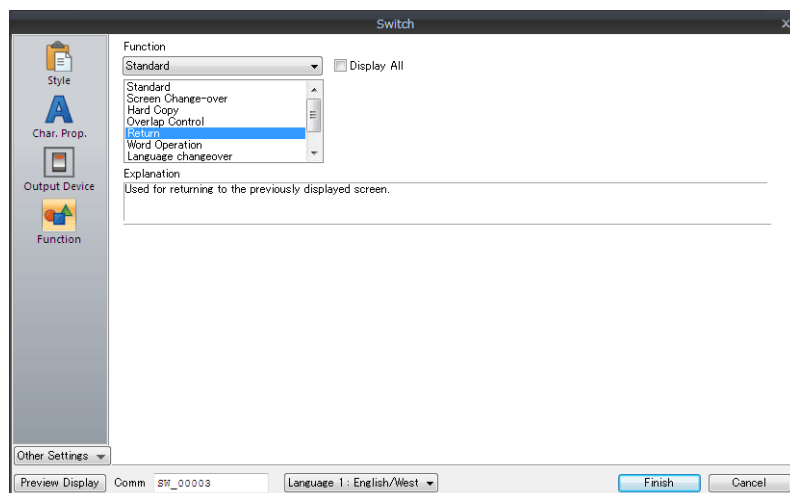 Switch
x
Style
Char. Prop.
Output Device
Function
Function
Standard
Display All
Standard
Screen Change-over
Hard Copy
Overlap Control
Return
Word Operation
Language changeover
Explanation
Used for returning to the previously displayed screen.
Other Settings
Preview Display
Comm
SW_00003
Language 1 : English/West
Finish
Cancel